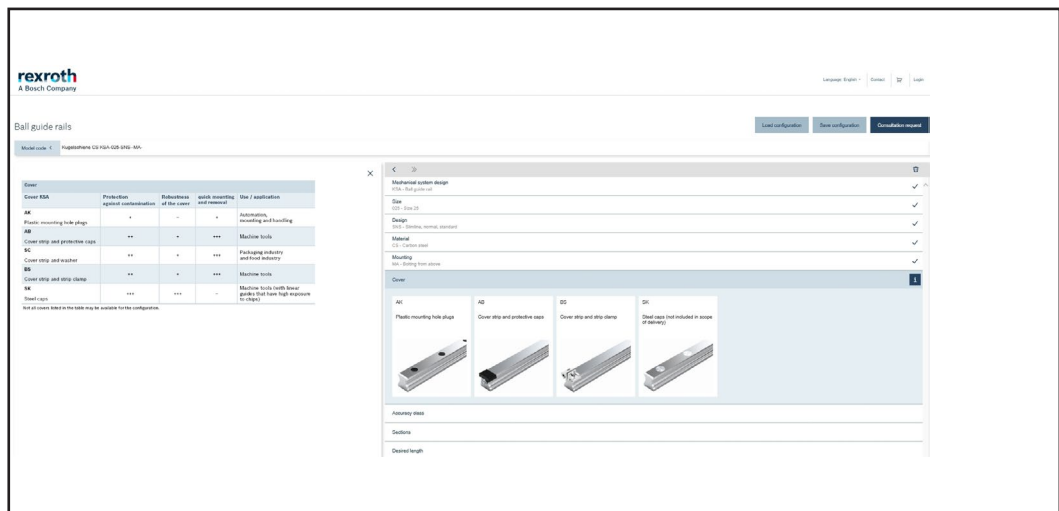 rexroth
A Bosch Company
Language: English
Contact
Login
Ball guide rails
Load configuration
Save configuration
Consultation request
Model code
Kugelschiene CS KSA-025-SNS- MA-
Cover
Cover KSA
Protection against contamination
Robustness of the cover
quick mounting and removal
Use / application
AK
Plastic mounting hole plugs
+
–
+
Automation,
mounting and handling
AB
Cover strip and protective caps
++
+
+++
Machine tools
SC
Cover strip and washer
++
+
+++
Packaging industry
and food industry
BS
Cover strip and strip clamp
++
+
+++
Machine tools
SK
Steel caps
+++
+++
–
Machine tools (with linear
guides that have high exposure
to chips)
Not all covers listed in the table may be available for the configuration.
Mechanical system design
KSA - Ball guide rail
Size
025 - Size 25
Design
SNS - Slimline, normal, standard
Material
CS - Carbon steel
Mounting
MA - Bolting from above
Cover
i
AK
Plastic mounting hole plugs
AB
Cover strip and protective caps
BS
Cover strip and strip clamp
SK
Steel caps (not included in scope
of delivery)
Accuracy class
Sections
Desired length